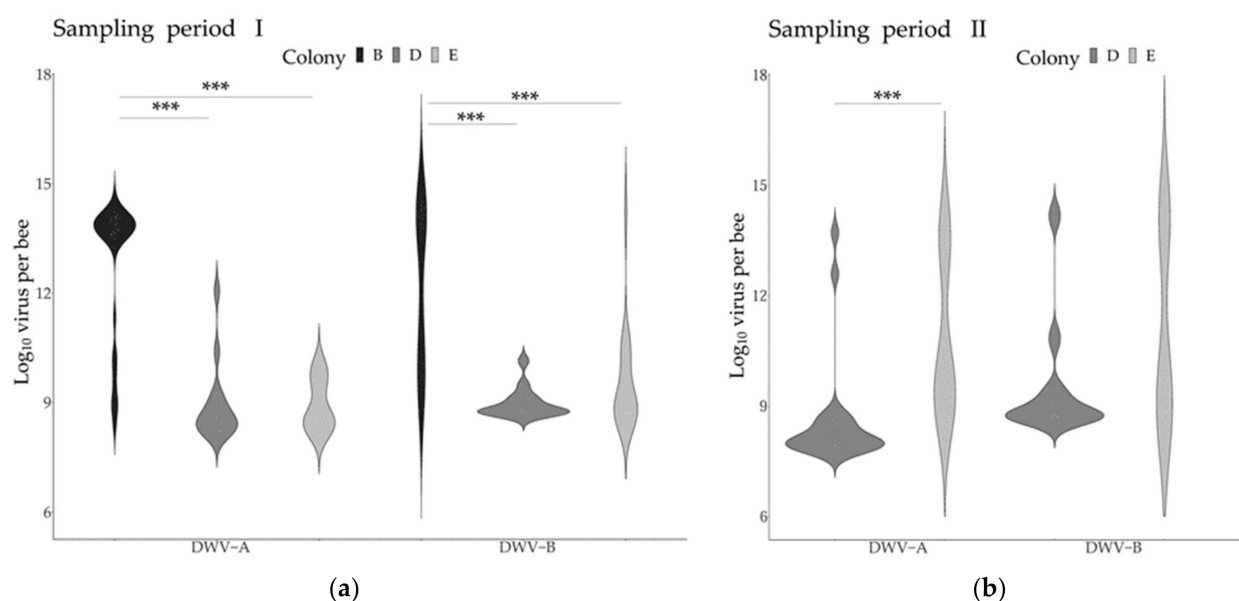 Sampling period I
Colony B D E
Log₁₀ virus per bee
18
15
12
9
6
***
***
***
***
DWV-A
DWV-B
(a)
Sampling period II
Colony D E
Log₁₀ virus per bee
18
15
12
9
6
***
DWV-A
DWV-B
(b)